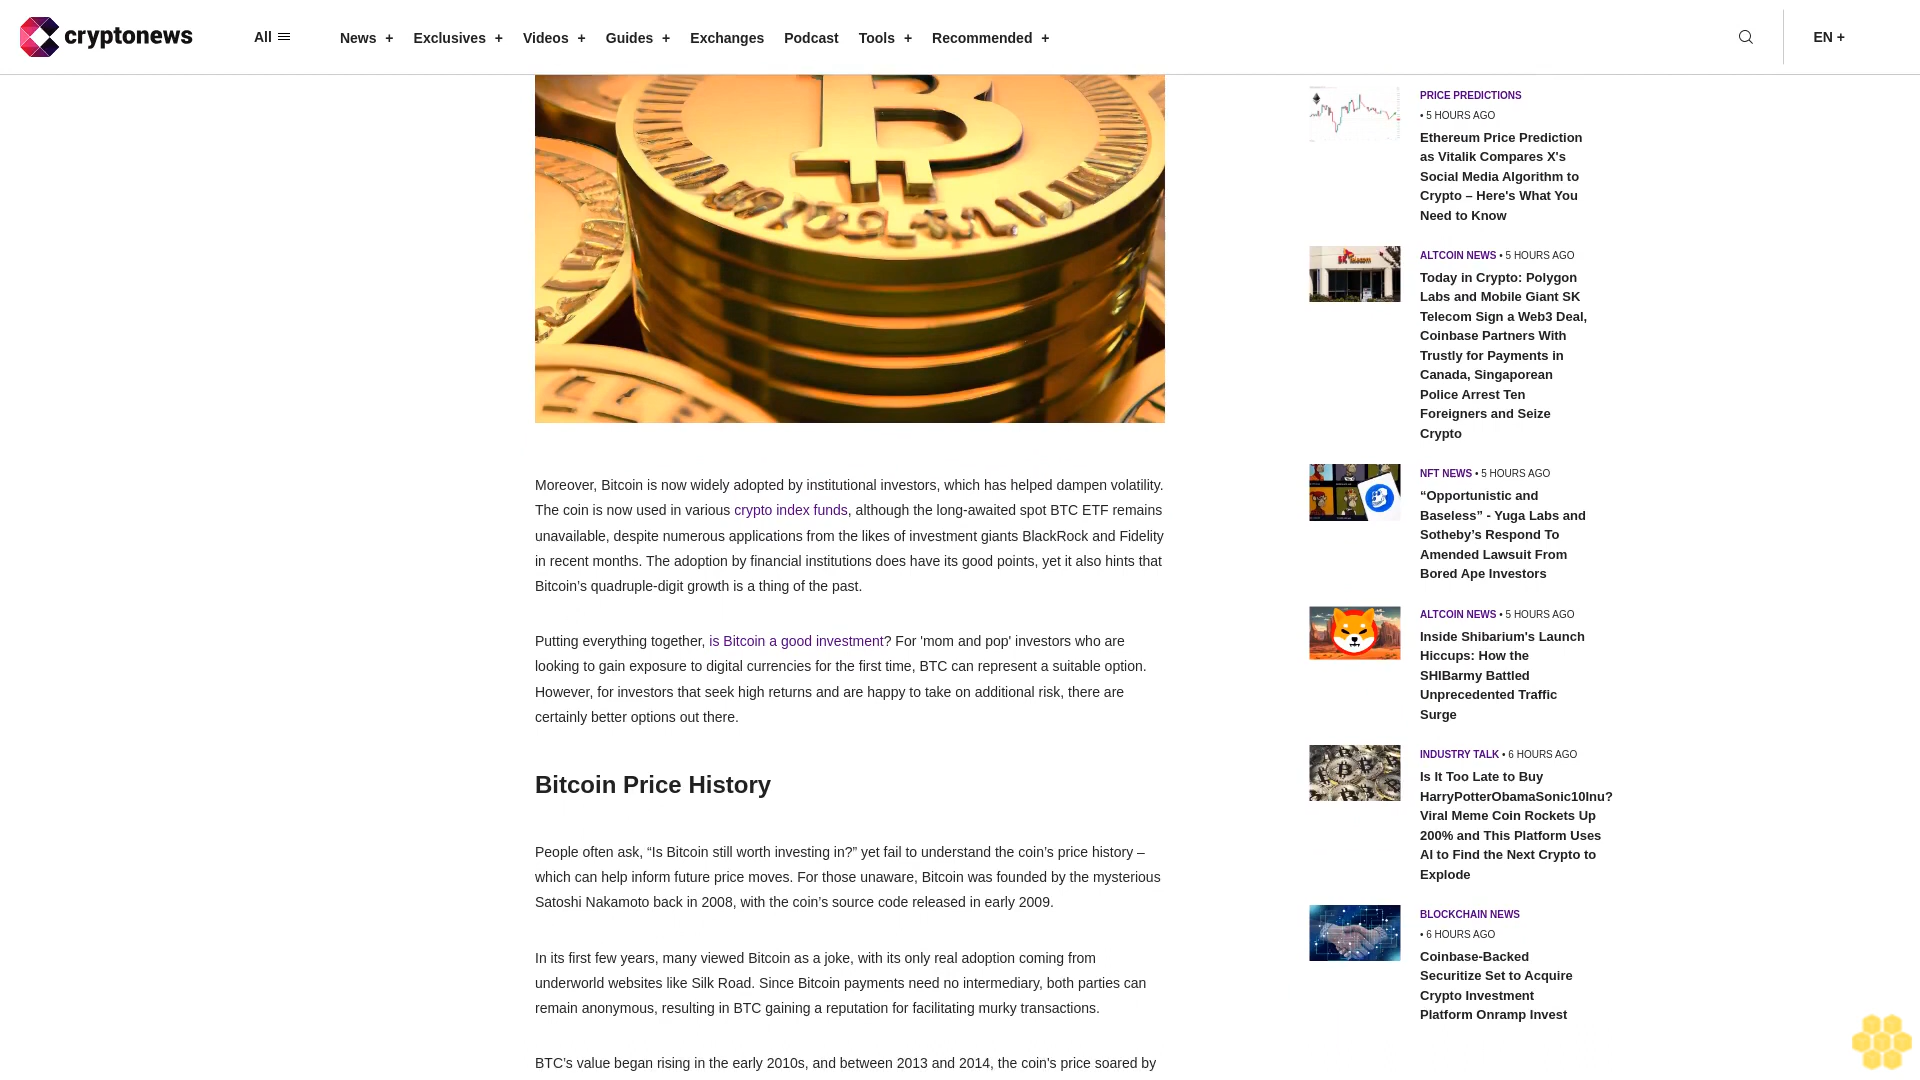 cryptonews
All
News +
Exclusives +
Videos +
Guides +
Exchanges
Podcast
Tools +
Recommended +
EN +
Moreover, Bitcoin is now widely adopted by institutional investors, which has helped dampen volatility.
The coin is now used in various crypto index funds, although the long-awaited spot BTC ETF remains
unavailable, despite numerous applications from the likes of investment giants BlackRock and Fidelity
in recent months. The adoption by financial institutions does have its good points, yet it also hints that
Bitcoin’s quadruple-digit growth is a thing of the past.
Putting everything together, is Bitcoin a good investment? For 'mom and pop' investors who are
looking to gain exposure to digital currencies for the first time, BTC can represent a suitable option.
However, for investors that seek high returns and are happy to take on additional risk, there are
certainly better options out there.
Bitcoin Price History
People often ask, “Is Bitcoin still worth investing in?” yet fail to understand the coin’s price history –
which can help inform future price moves. For those unaware, Bitcoin was founded by the mysterious
Satoshi Nakamoto back in 2008, with the coin’s source code released in early 2009.
In its first few years, many viewed Bitcoin as a joke, with its only real adoption coming from
underworld websites like Silk Road. Since Bitcoin payments need no intermediary, both parties can
remain anonymous, resulting in BTC gaining a reputation for facilitating murky transactions.
BTC’s value began rising in the early 2010s, and between 2013 and 2014, the coin's price soared by
PRICE PREDICTIONS
• 5 HOURS AGO
Ethereum Price Prediction
as Vitalik Compares X's
Social Media Algorithm to
Crypto – Here's What You
Need to Know
ALTCOIN NEWS • 5 HOURS AGO
Today in Crypto: Polygon
Labs and Mobile Giant SK
Telecom Sign a Web3 Deal,
Coinbase Partners With
Trustly for Payments in
Canada, Singaporean
Police Arrest Ten
Foreigners and Seize
Crypto
NFT NEWS • 5 HOURS AGO
“Opportunistic and
Baseless” - Yuga Labs and
Sotheby’s Respond To
Amended Lawsuit From
Bored Ape Investors
ALTCOIN NEWS • 5 HOURS AGO
Inside Shibarium's Launch
Hiccups: How the
SHIBarmy Battled
Unprecedented Traffic
Surge
INDUSTRY TALK • 6 HOURS AGO
Is It Too Late to Buy
HarryPotterObamaSonic10Inu?
Viral Meme Coin Rockets Up
200% and This Platform Uses
AI to Find the Next Crypto to
Explode
BLOCKCHAIN NEWS
• 6 HOURS AGO
Coinbase-Backed
Securitize Set to Acquire
Crypto Investment
Platform Onramp Invest